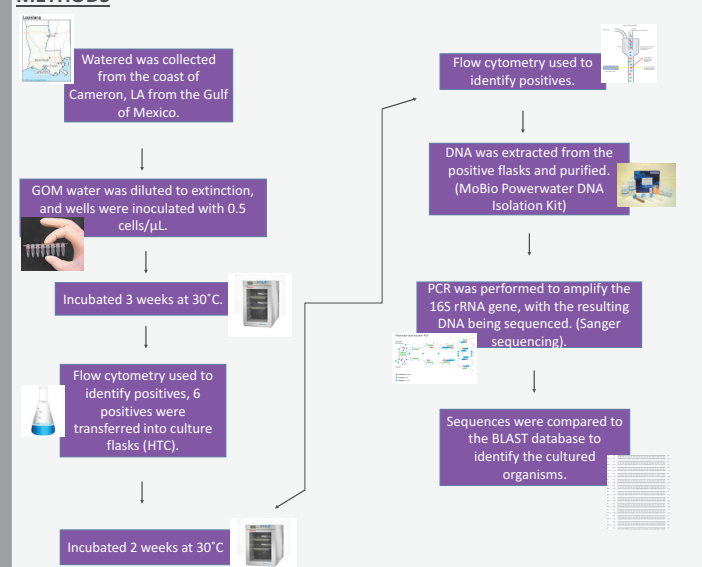 METHODS
Louisiana
Watered was collected
from the coast of
Cameron, LA from the Gulf
of Mexico.
GOM water was diluted to extinction,
and wells were inoculated with 0.5
cells/µL.
Incubated 3 weeks at 30˚C.
Flow cytometry used to
identify positives, 6
positives were
transferred into culture
flasks (HTC).
Incubated 2 weeks at 30˚C
Flow cytometry used to
identify positives.
DNA was extracted from the
positive flasks and purified.
(MoBio Powerwater DNA
Isolation Kit)
PCR was performed to amplify the
16S rRNA gene, with the resulting
DNA being sequenced. (Sanger
sequencing).
Sequences were compared to
the BLAST database to
identify the cultured
organisms.